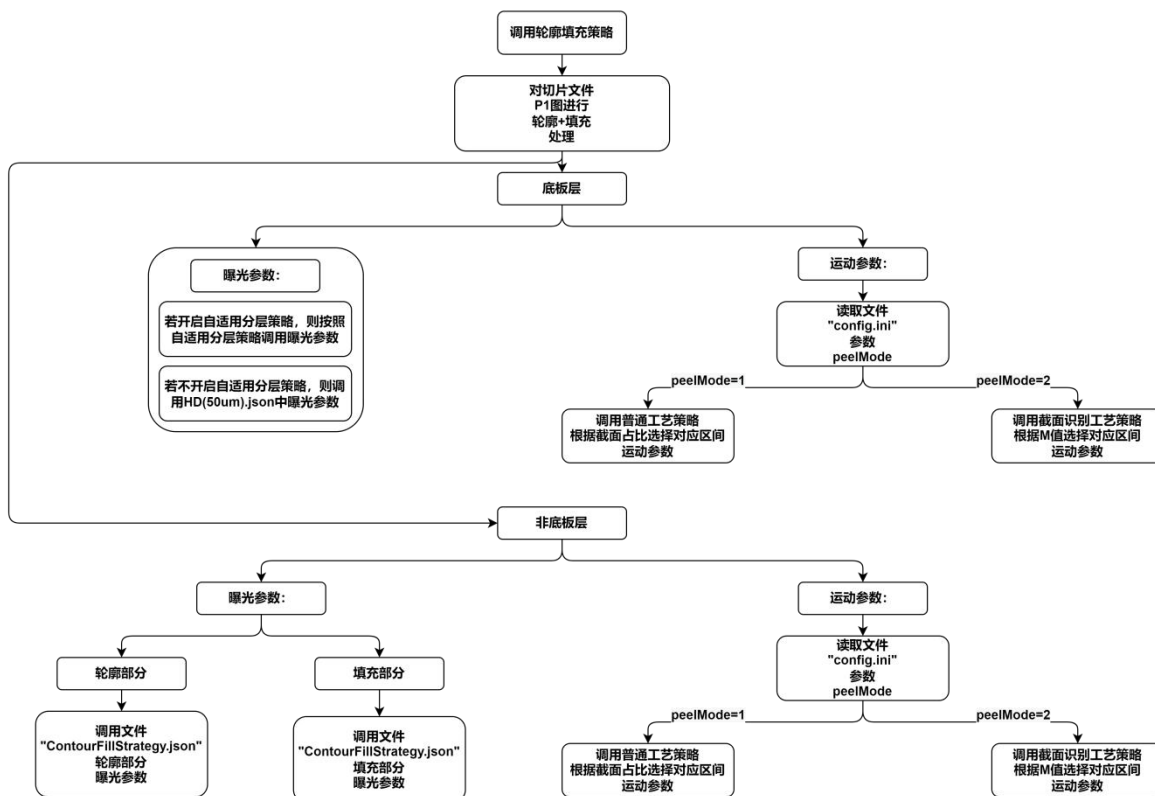 调用轮廓填充策略
对切片文件
P1图进行
轮廓+填充
处理
底板层
曝光参数：
若开启自适用分层策略，则按照
自适用分层策略调用曝光参数
若不开启自适用分层策略，则调
用HD(50um).json中曝光参数
运动参数：
读取文件
"config.ini"
参数
peelMode
peelMode=1
peelMode=2
调用普通工艺策略
根据截面占比选择对应区间
运动参数
调用截面识别工艺策略
根据M值选择对应区间
运动参数
非底板层
曝光参数：
轮廓部分
填充部分
调用文件
"ContourFillStrategy.json"
轮廓部分
曝光参数
调用文件
"ContourFillStrategy.json"
填充部分
曝光参数
运动参数：
读取文件
"config.ini"
参数
peelMode
peelMode=1
peelMode=2
调用普通工艺策略
根据截面占比选择对应区间
运动参数
调用截面识别工艺策略
根据M值选择对应区间
运动参数